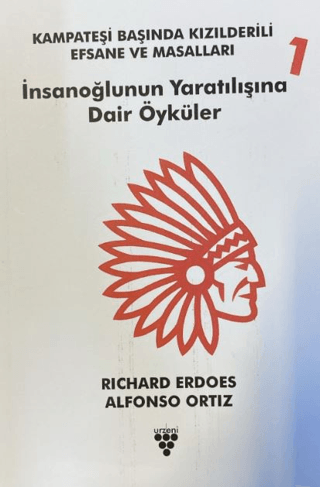 KAMPATEŞİ BAŞINDA KIZILDERİLİ
EFSANE VE MASALLARI
1
İnsanoğlunun Yaratılışına
Dair Öyküler
RICHARD ERDOES
ALFONSO ORTIZ
urzeni